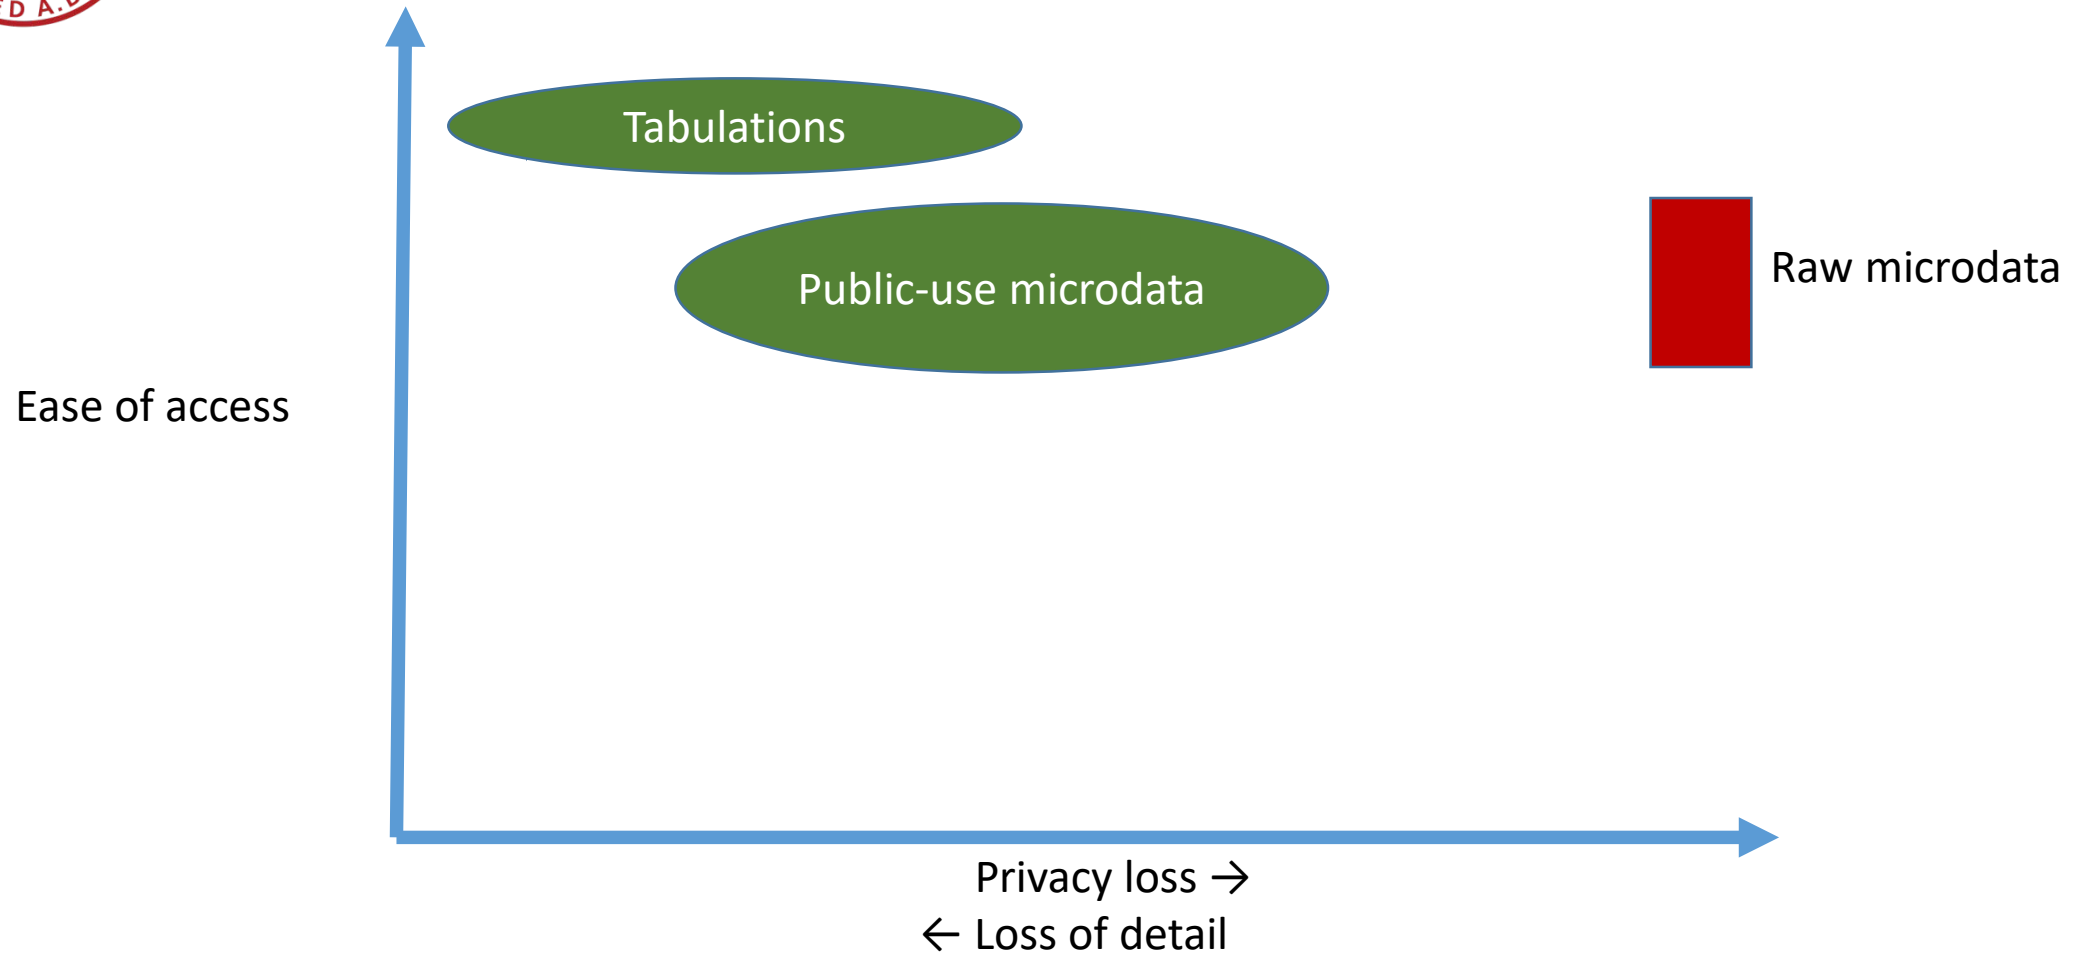 D A.D
Tabulations
Public-use microdata
Raw microdata
Ease of access
Privacy loss →
← Loss of detail